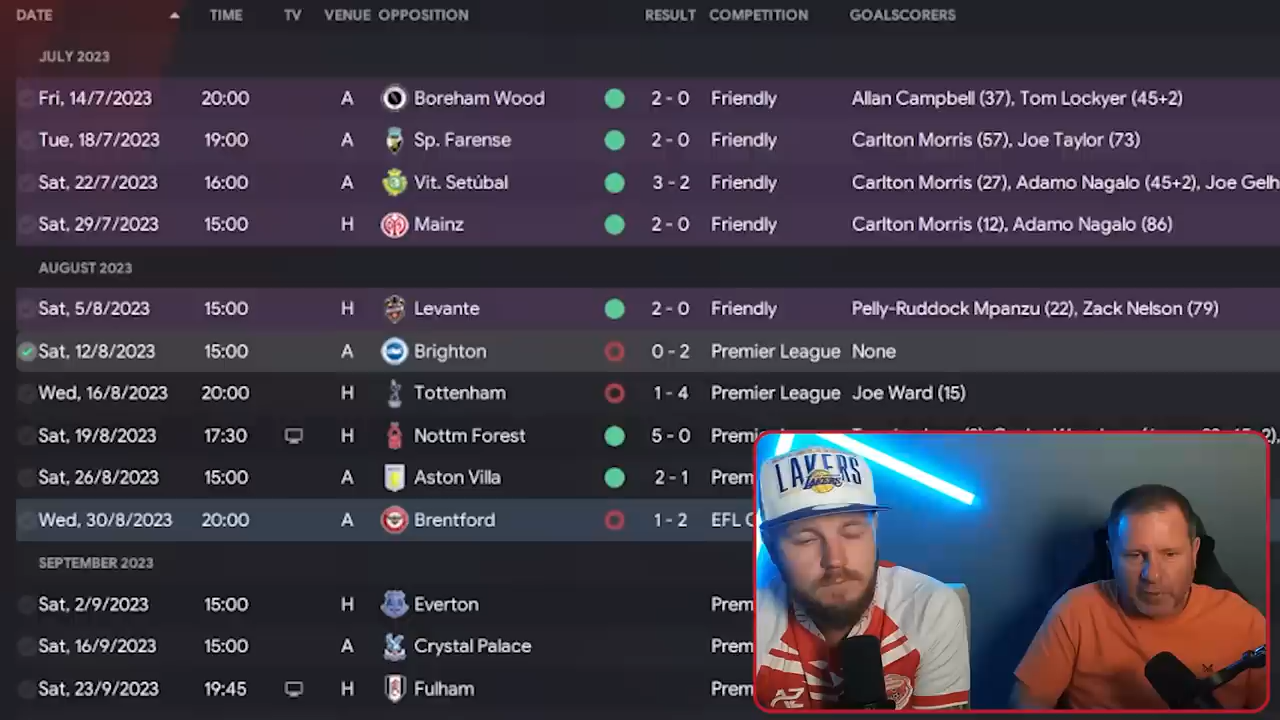 DATE TIME TV VENUE OPPOSITION RESULT COMPETITION GOALSCORERS
JULY 2023
Fri, 14/7/2023 20:00 A Boreham Wood 2 - 0 Friendly Allan Campbell (37), Tom Lockyer (45+2)
Tue, 18/7/2023 19:00 A Sp. Farense 2 - 0 Friendly Carlton Morris (57), Joe Taylor (73)
Sat, 22/7/2023 16:00 A Vit. Setúbal 3 - 2 Friendly Carlton Morris (27), Adamo Nagalo (45+2), Joe Gelh
Sat, 29/7/2023 15:00 H Mainz 2 - 0 Friendly Carlton Morris (12), Adamo Nagalo (86)
AUGUST 2023
Sat, 5/8/2023 15:00 H Levante 2 - 0 Friendly Pelly-Ruddock Mpanzu (22), Zack Nelson (79)
Sat, 12/8/2023 15:00 A Brighton 0 - 2 Premier League None
Wed, 16/8/2023 20:00 H Tottenham 1 - 4 Premier League Joe Ward (15)
Sat, 19/8/2023 17:30 H Nottm Forest 5 - 0 Premi
Sat, 26/8/2023 15:00 A Aston Villa 2 - 1 Prem
Wed, 30/8/2023 20:00 A Brentford 1 - 2 EFL C
SEPTEMBER 2023
Sat, 2/9/2023 15:00 H Everton Prem
Sat, 16/9/2023 15:00 A Crystal Palace Prem
Sat, 23/9/2023 19:45 H Fulham Prem
LAKERS
LAKERS
AZ